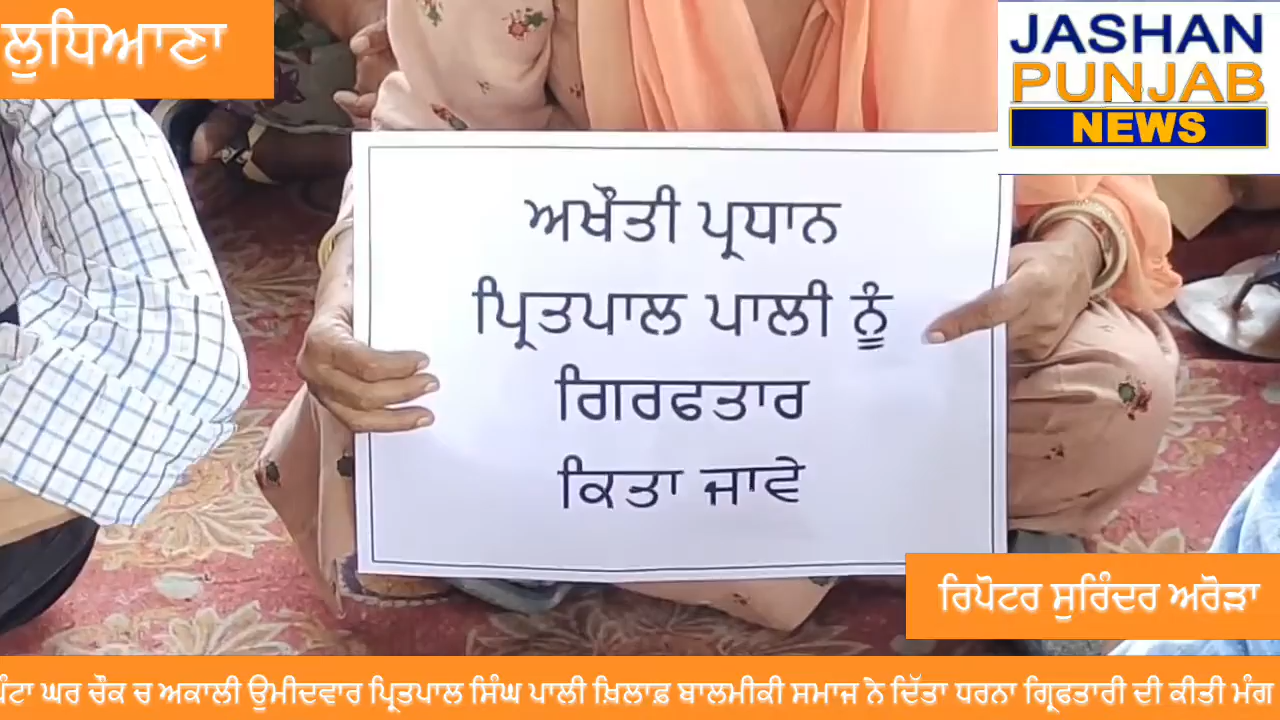 ਲੁਧਿਆਣਾ
JASHAN
PUNJAB
NEWS
ਅਖੌਤੀ ਪ੍ਰਧਾਨ
ਪ੍ਰਿਤਪਾਲ ਪਾਲੀ ਨੂੰ
ਗਿਰਫਤਾਰ
ਕਿਤਾ ਜਾਵੇ
ਰਿਪੋਟਰ ਸੁਰਿੰਦਰ ਅਰੋੜਾ
ਘਰ ਚੌਕ ਚ ਅਕਾਲੀ ਉਮੀਦਵਾਰ ਪ੍ਰਿਤਪਾਲ ਸਿੰਘ ਪਾਲੀ ਖ਼ਿਲਾਫ਼ ਬਾਲਮੀਕੀ ਸਮਾਜ ਨੇ ਦਿੱਤਾ ਧਰਨਾ ਗ੍ਰਿਫਤਾਰੀ ਦੀ ਕੀਤੀ ਮੰਗ